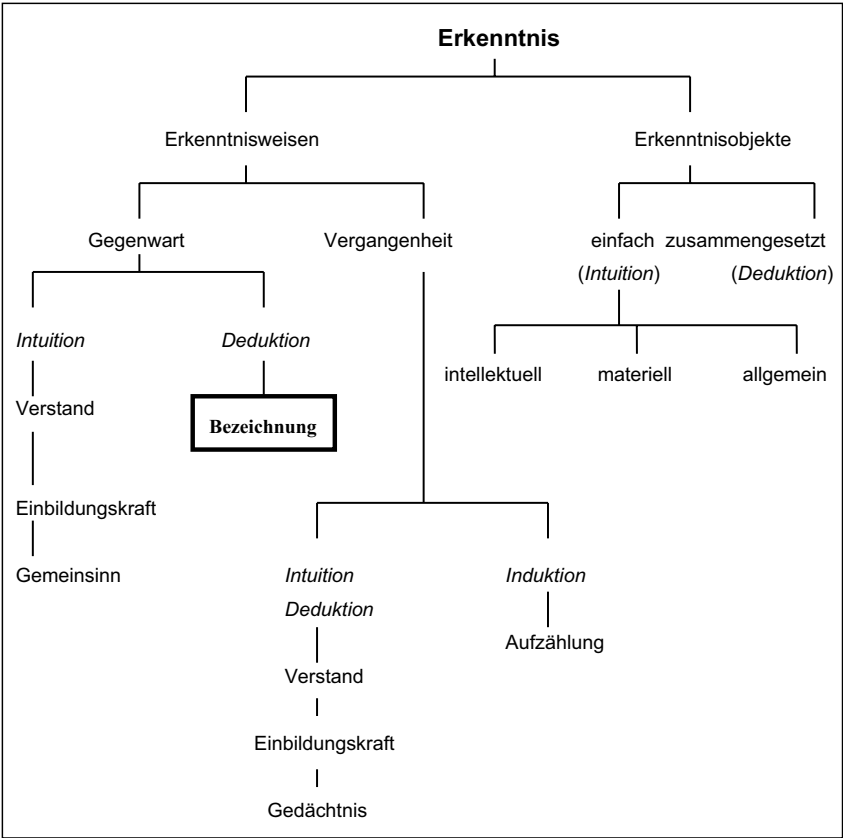 Erkenntnis
Erkenntnisweisen Erkenntnisobjekte
Gegenwart Vergangenheit einfach zusammengesetzt
(Intuition) (Deduktion)
Intuition Deduktion
intellektuell materiell allgemein
Verstand
Bezeichnung
Einbildungskraft
Gemeinsinn Intuition Induktion
Deduktion
Aufzählung
Verstand
Einbildungskraft
Gedächtnis